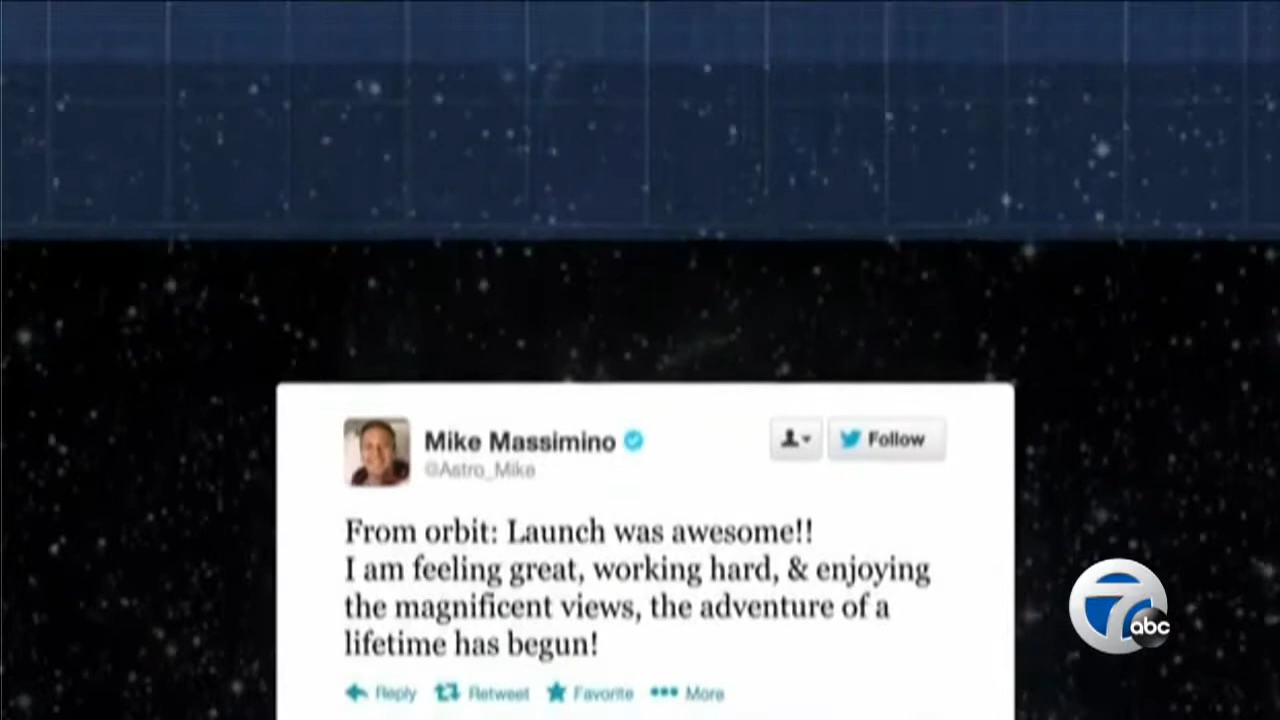 Mike Massimino
@Astro_Mike
Follow
From orbit: Launch was awesome!!
I am feeling great, working hard, & enjoying
the magnificent views, the adventure of a
lifetime has begun!
Reply Retweet Favorite More
7 abc